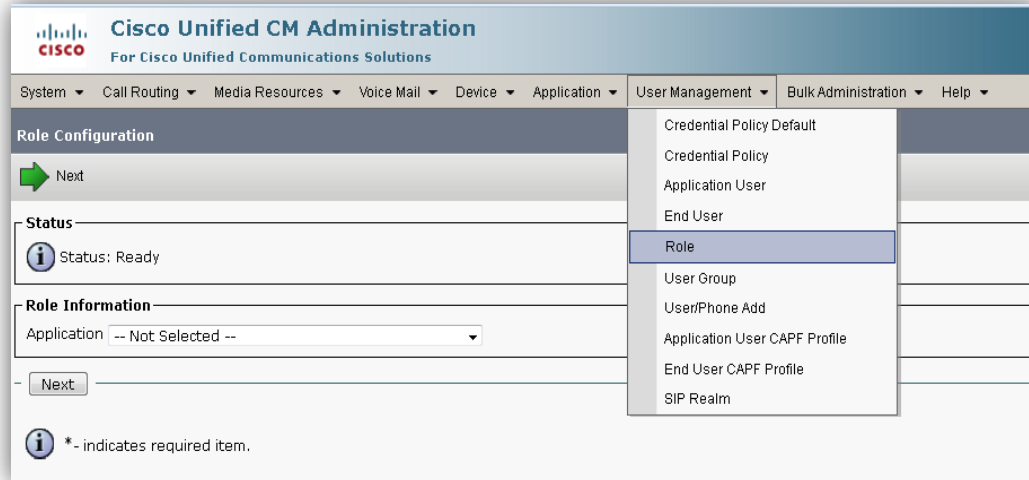 CISCO
Cisco Unified CM Administration
For Cisco Unified Communications Solutions
System Call Routing Media Resources Voice Mail Device Application User Management Bulk Administration Help
Role Configuration
Next
Status
Status: Ready
Role Information
Application -- Not Selected --
Next
*- indicates required item.
Credential Policy Default
Credential Policy
Application User
End User
Role
User Group
User/Phone Add
Application User CAPF Profile
End User CAPF Profile
SIP Realm